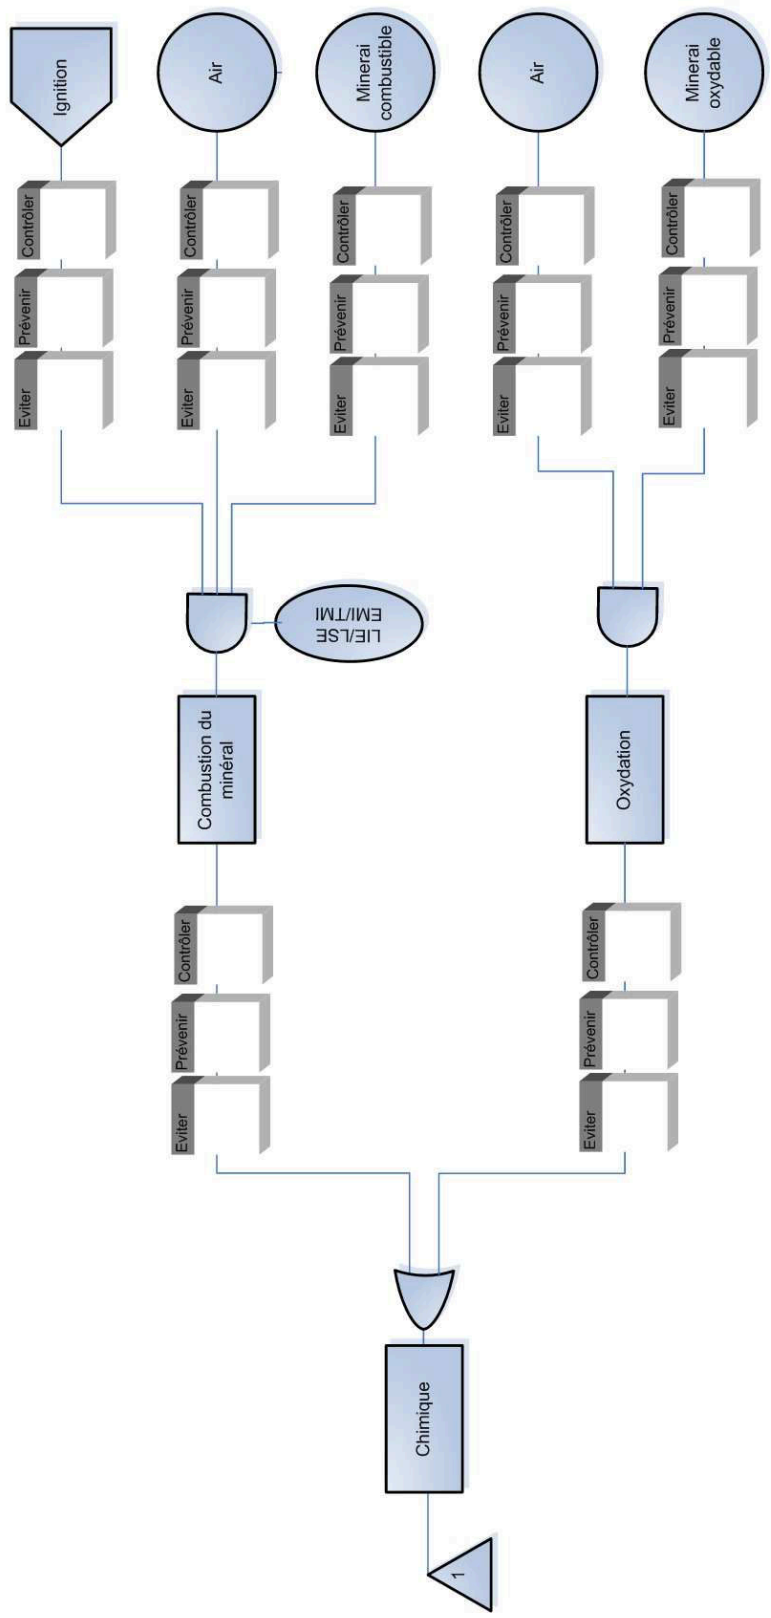 1
Chimique
Eviter
Prévenir
Contrôler
Combustion du
minéral
LIE/LSE
EMI/TMI
Eviter
Prévenir
Contrôler
Ignition
Eviter
Prévenir
Contrôler
Air
Eviter
Prévenir
Contrôler
Minerai
combustible
Eviter
Prévenir
Contrôler
Oxydation
Eviter
Prévenir
Contrôler
Air
Eviter
Prévenir
Contrôler
Minerai
oxydable